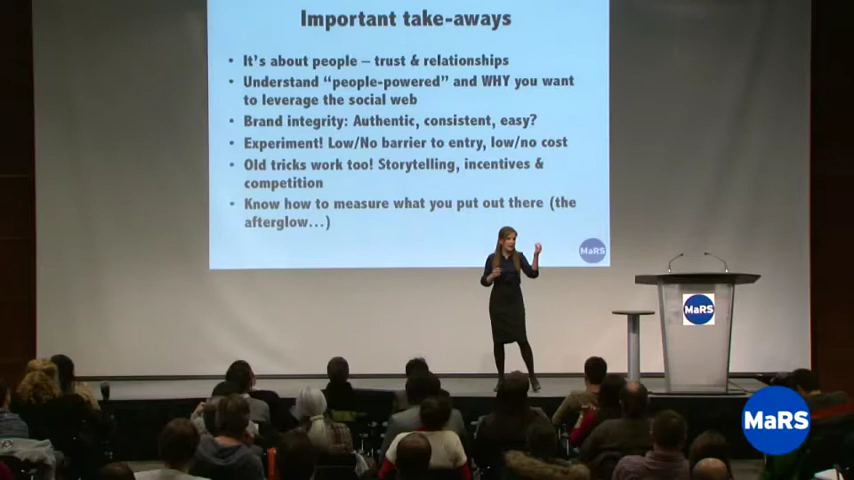 Important take-aways
• It's about people – trust & relationships
• Understand "people-powered" and WHY you want
to leverage the social web
• Brand integrity: Authentic, consistent, easy?
• Experiment! Low/No barrier to entry, low/no cost
• Old tricks work too! Storytelling, incentives &
competition
• Know how to measure what you put out there (the
afterglow...)
MaRS
MaRS
MaRS